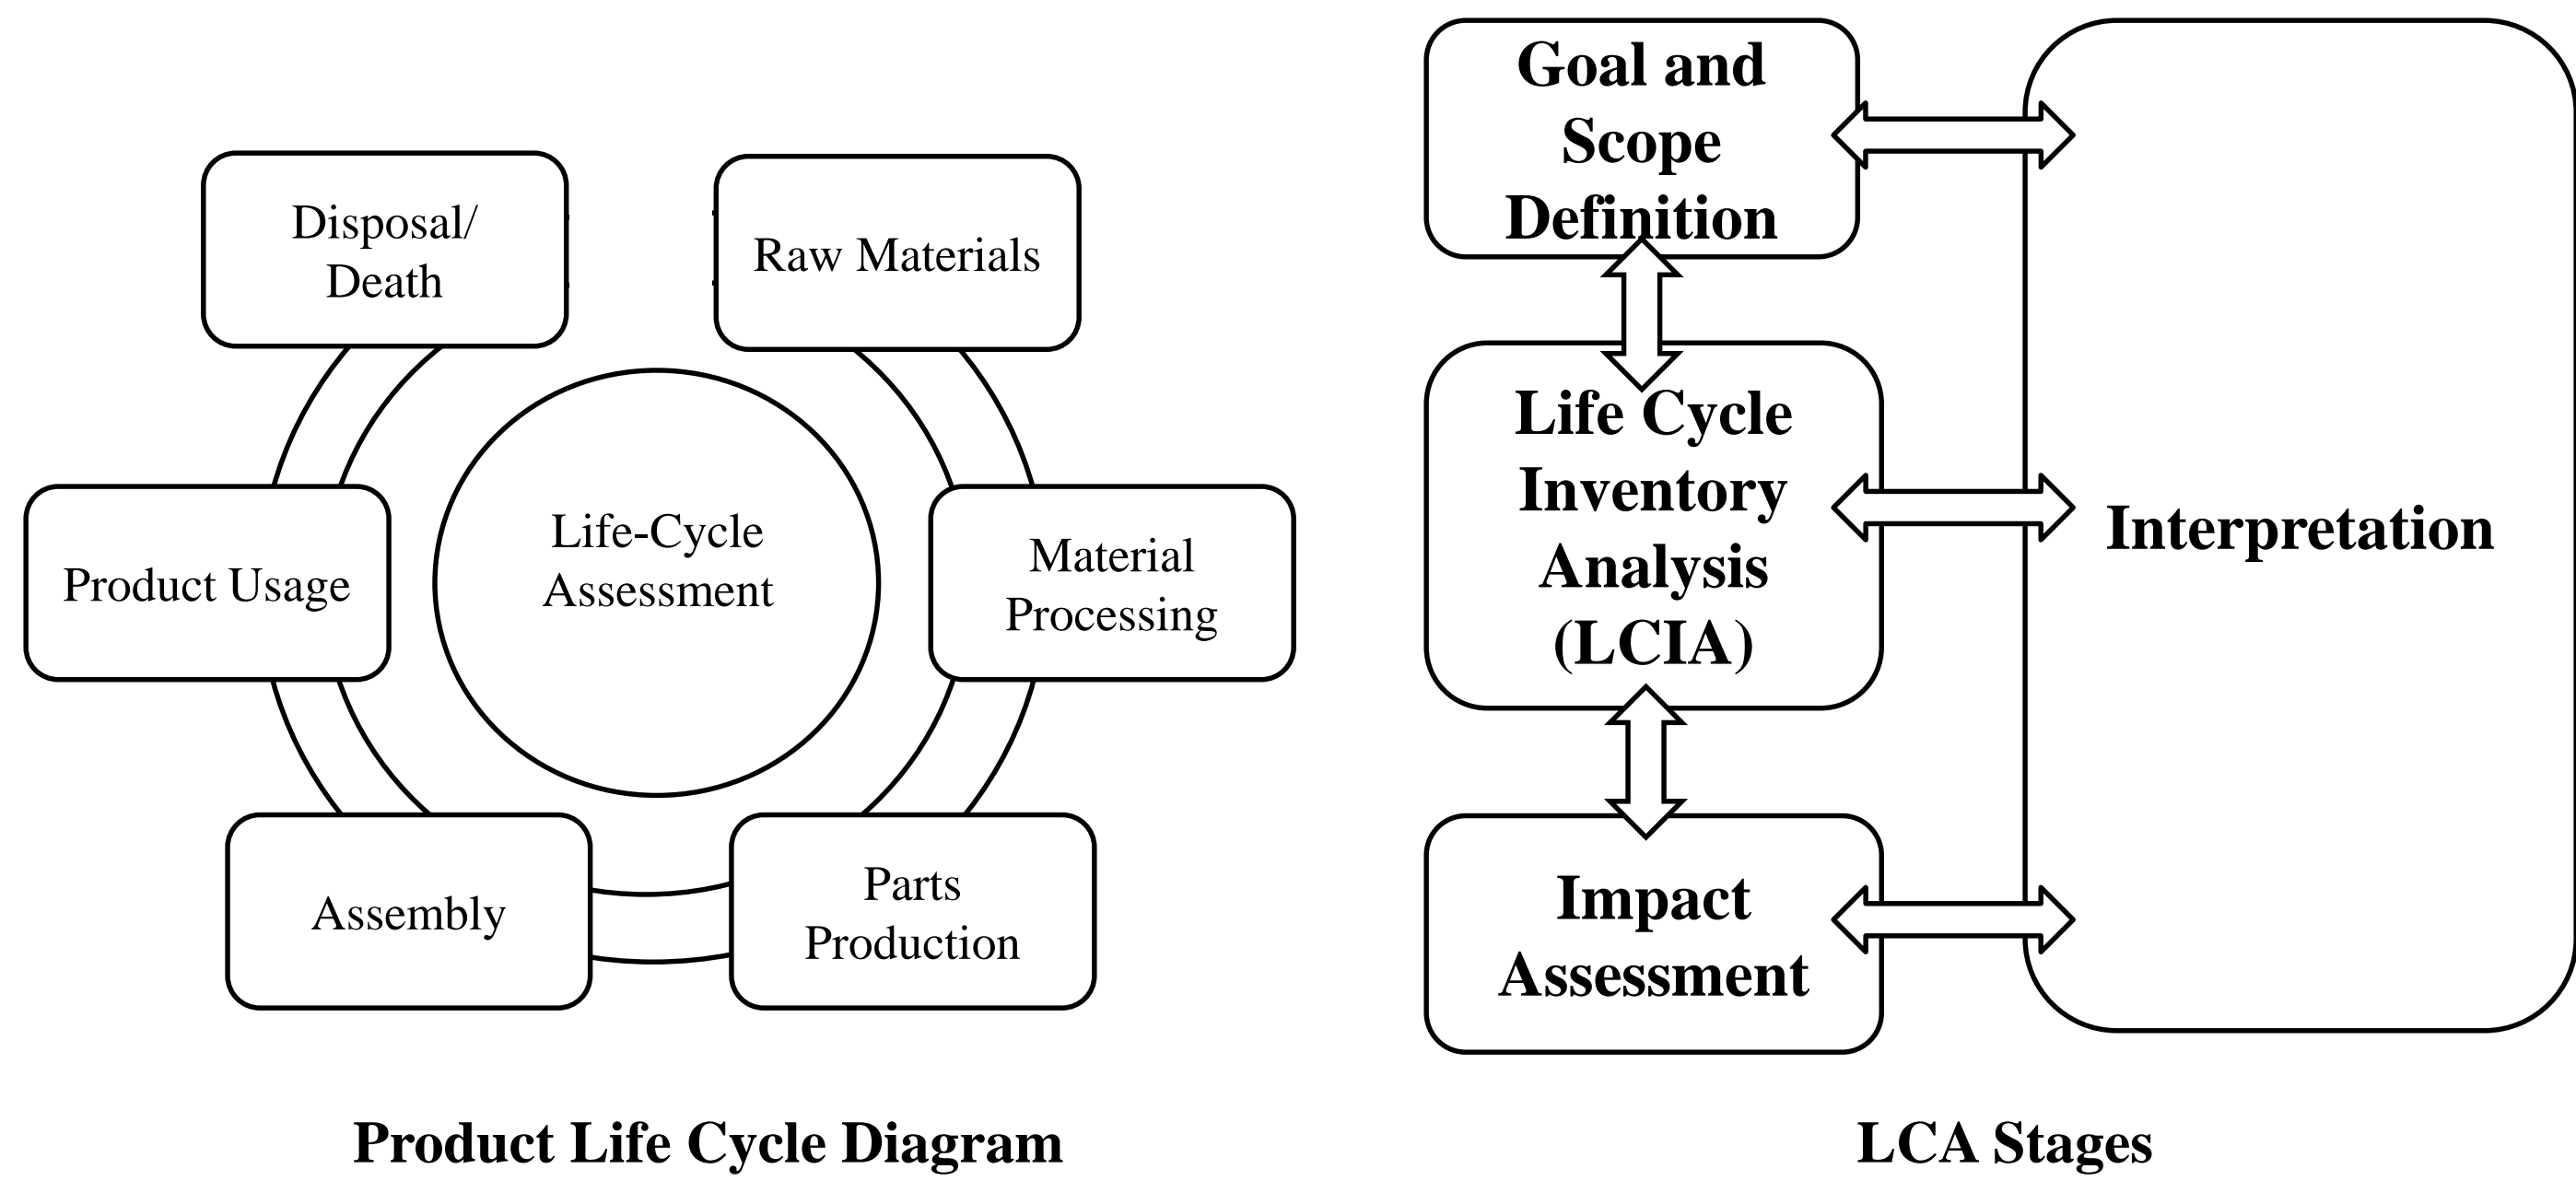 Disposal/
Death
Raw Materials
Life-Cycle
Assessment
Product Usage
Material
Processing
Assembly
Parts
Production
Product Life Cycle Diagram
Goal and
Scope
Definition
Life Cycle
Inventory
Analysis
(LCIA)
Impact
Assessment
Interpretation
LCA Stages